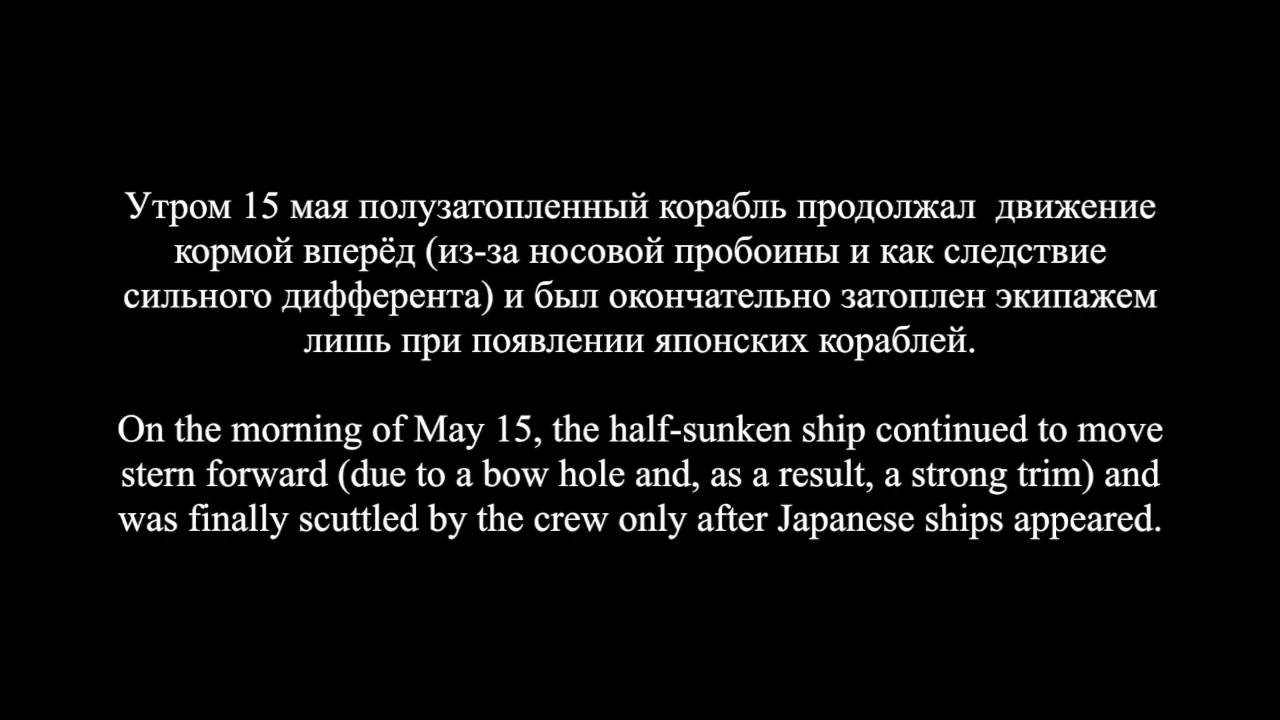 Утром 15 мая полузатопленный корабль продолжал движение
кормой вперёд (из-за носовой пробоины и как следствие
сильного дифферента) и был окончательно затоплен экипажем
лишь при появлении японских кораблей.
On the morning of May 15, the half-sunken ship continued to move
stern forward (due to a bow hole and, as a result, a strong trim) and
was finally scuttled by the crew only after Japanese ships appeared.